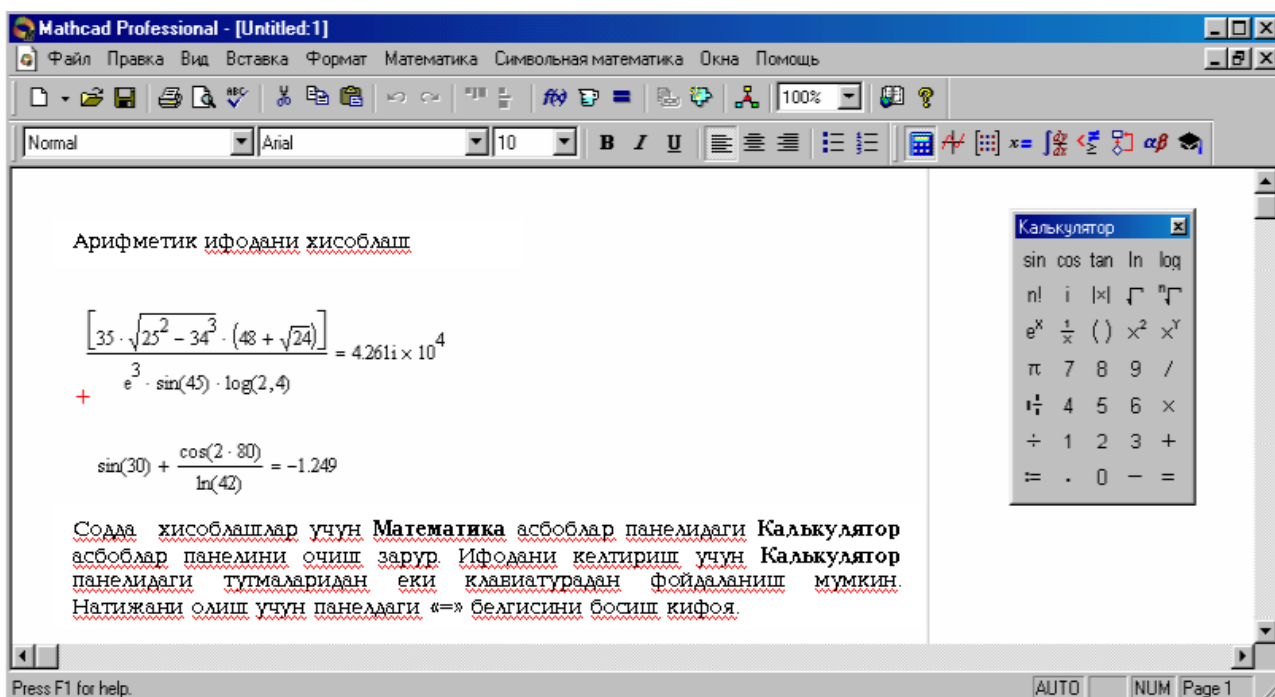 Mathcad Professional - [Untitled:1]
Файл Правка Вид Вставка Формат Математика Символьная математика Окна Помощь
100%
Normal Arial 10 B I U
Арифметик ифодани хисоблаш
[35 · √(25² − 34³) · (48 + √24)] / (e³ · sin(45) · log(2,4)) = 4.261i × 10⁴
sin(30) + cos(2 · 80) / ln(42) = −1.249
Содда хисоблашлар учун Математика асбоблар панелидаги Калькулятор
асбоблар панелини очиш зарур. Ифодани келтириш учун Калькулятор
панелидаги тугмаларидан еки клавиатурадан фойдаланиш мумкин.
Натижани олиш учун панелдаги «=» белгисини босиш кифоя.
Калькулятор
sin cos tan ln log
n! i |×| √ ⁿ√
eˣ 1/x ( ) ×² ×ʸ
π 7 8 9 /
1 1/1 4 5 6 ×
÷ 1 2 3 +
:= . 0 − =
Press F1 for help.
AUTO NUM Page 1